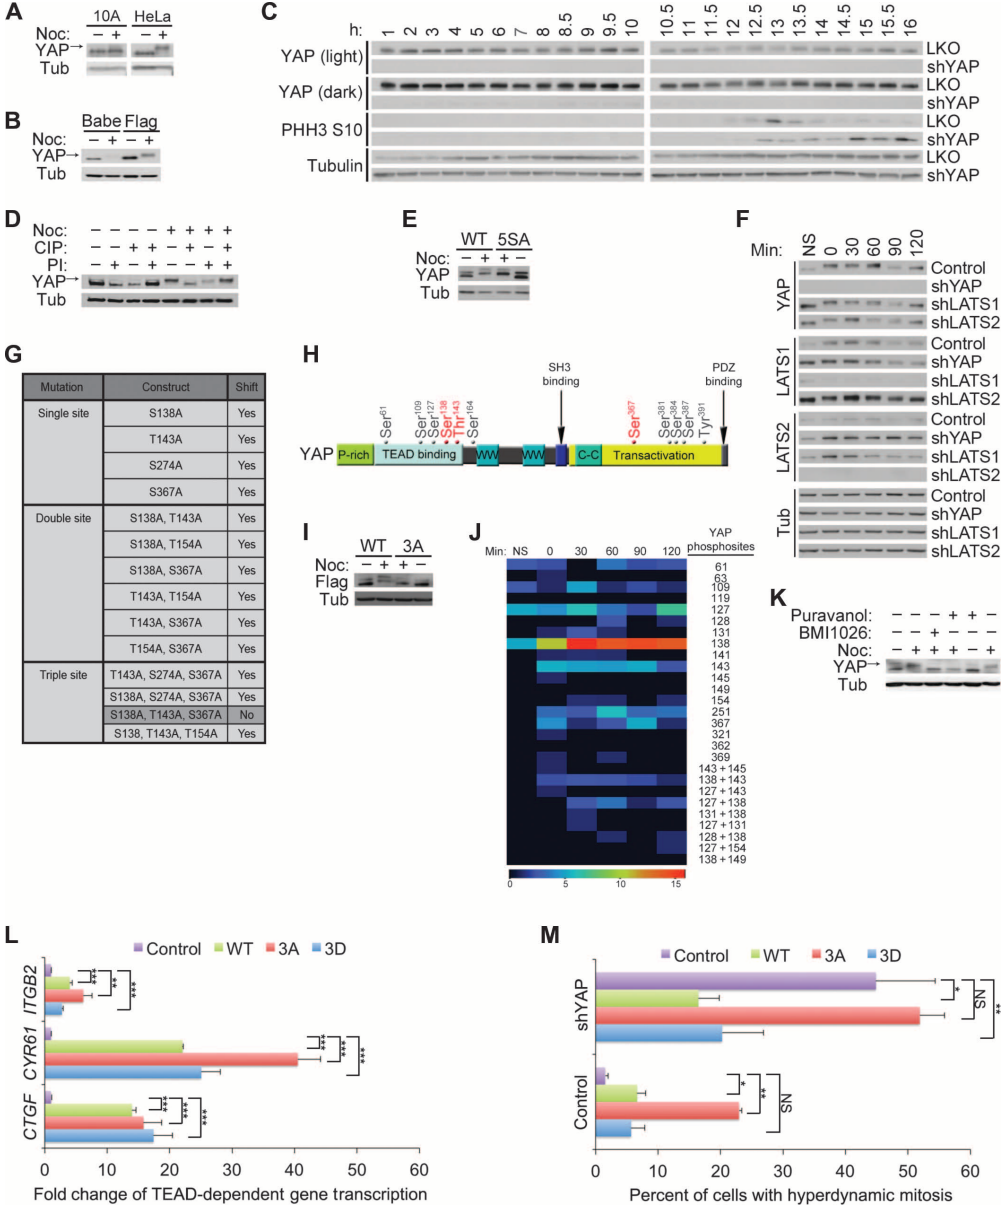 A
10A HeLa
Noc: – + – +
YAP
Tub
B
Babe Flag
Noc: – + – +
YAP
Tub
C
h: 1 2 3 4 5 6 7 8 8.5 9 9.5 10 10.5 11 11.5 12 12.5 13 13.5 14 14.5 15 15.5 16
YAP (light) LKO
shYAP
YAP (dark) LKO
shYAP
PHH3 S10 LKO
shYAP
Tubulin LKO
shYAP
D
Noc: – – – – + + + +
CIP: – – + + – + – +
PI: – + – + – – + +
YAP
Tub
E
WT 5SA
Noc: – + + –
YAP
Tub
F
Min: NS 0 30 60 90 120
YAP
Control
shYAP
shLATS1
shLATS2
LATS1
Control
shYAP
shLATS1
shLATS2
LATS2
Control
shYAP
shLATS1
shLATS2
Tub
Control
shYAP
shLATS1
shLATS2
G
Mutation Construct Shift
Single site S138A Yes
T143A Yes
S274A Yes
S367A Yes
Double site S138A, T143A Yes
S138A, T154A Yes
S138A, S367A Yes
T143A, T154A Yes
T143A, S367A Yes
T154A, S367A Yes
Triple site T143A, S274A, S367A Yes
S138A, S274A, S367A Yes
S138A, T143A, S367A No
S138, T143A, T154A Yes
H
SH3 binding
PDZ binding
Ser61 Ser109 Ser127 Ser138 Thr143 Ser164 Ser367 Ser381 Ser384 Ser387 Tyr391
YAP P-rich TEAD binding WW WW C-C Transactivation
I
WT 3A
Noc: – + + –
Flag
Tub
J
Min: NS 0 30 60 90 120
YAP phosphosites
61
63
109
119
127
128
131
138
141
143
145
149
154
251
367
321
362
369
143 + 145
138 + 143
127 + 143
127 + 138
131 + 138
127 + 131
128 + 138
127 + 154
138 + 149
0 5 10 15
K
Puravanol: – – – + + –
BMI1026: – – + – – –
Noc: – + + + – +
YAP
Tub
L
Control WT 3A 3D
ITGB2
*** ** ***
CYR61
*** *** ***
CTGF
*** *** ***
0 10 20 30 40 50 60
Fold change of TEAD-dependent gene transcription
M
Control WT 3A 3D
shYAP
* NS **
Control
* ** NS
0 10 20 30 40 50 60
Percent of cells with hyperdynamic mitosis